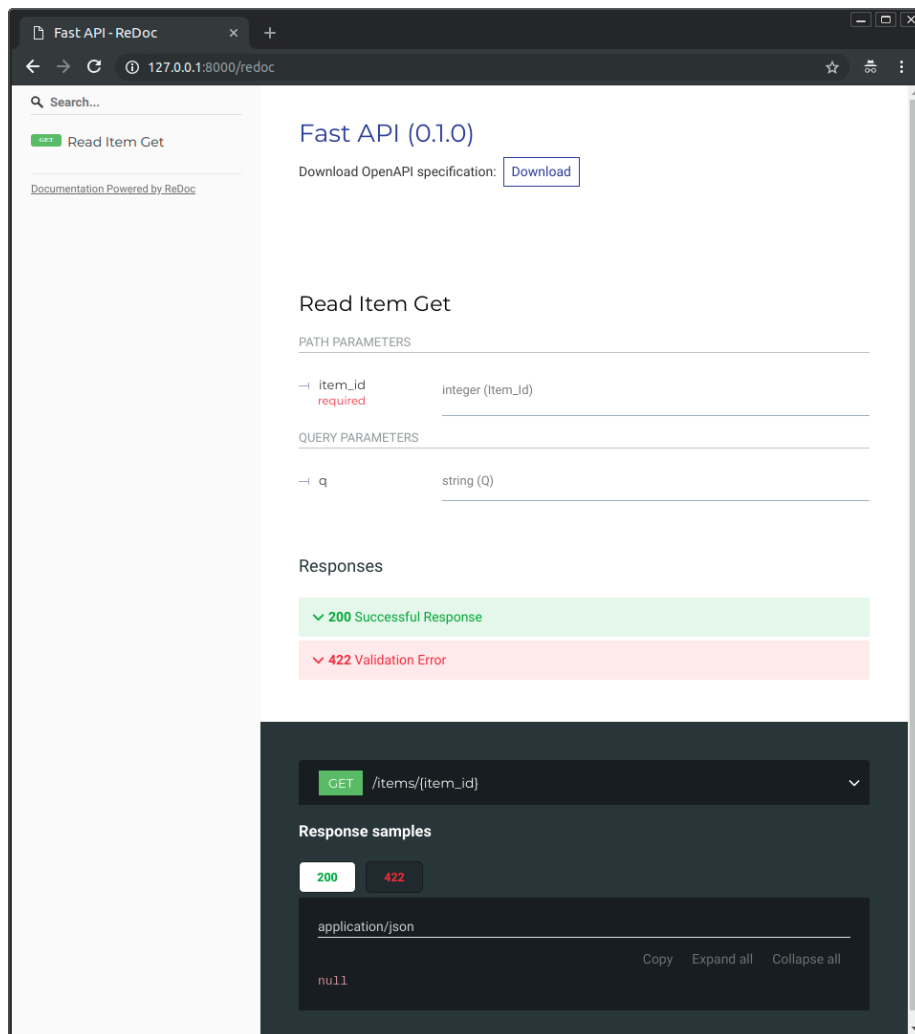 Fast API - ReDoc
127.0.0.1:8000/redoc
Search...
GET Read Item Get
Documentation Powered by ReDoc
Fast API (0.1.0)
Download OpenAPI specification: Download
Read Item Get
PATH PARAMETERS
item_id integer (Item_Id)
required
QUERY PARAMETERS
q string (Q)
Responses
200 Successful Response
422 Validation Error
GET /items/{item_id}
Response samples
200 422
application/json
Copy Expand all Collapse all
null